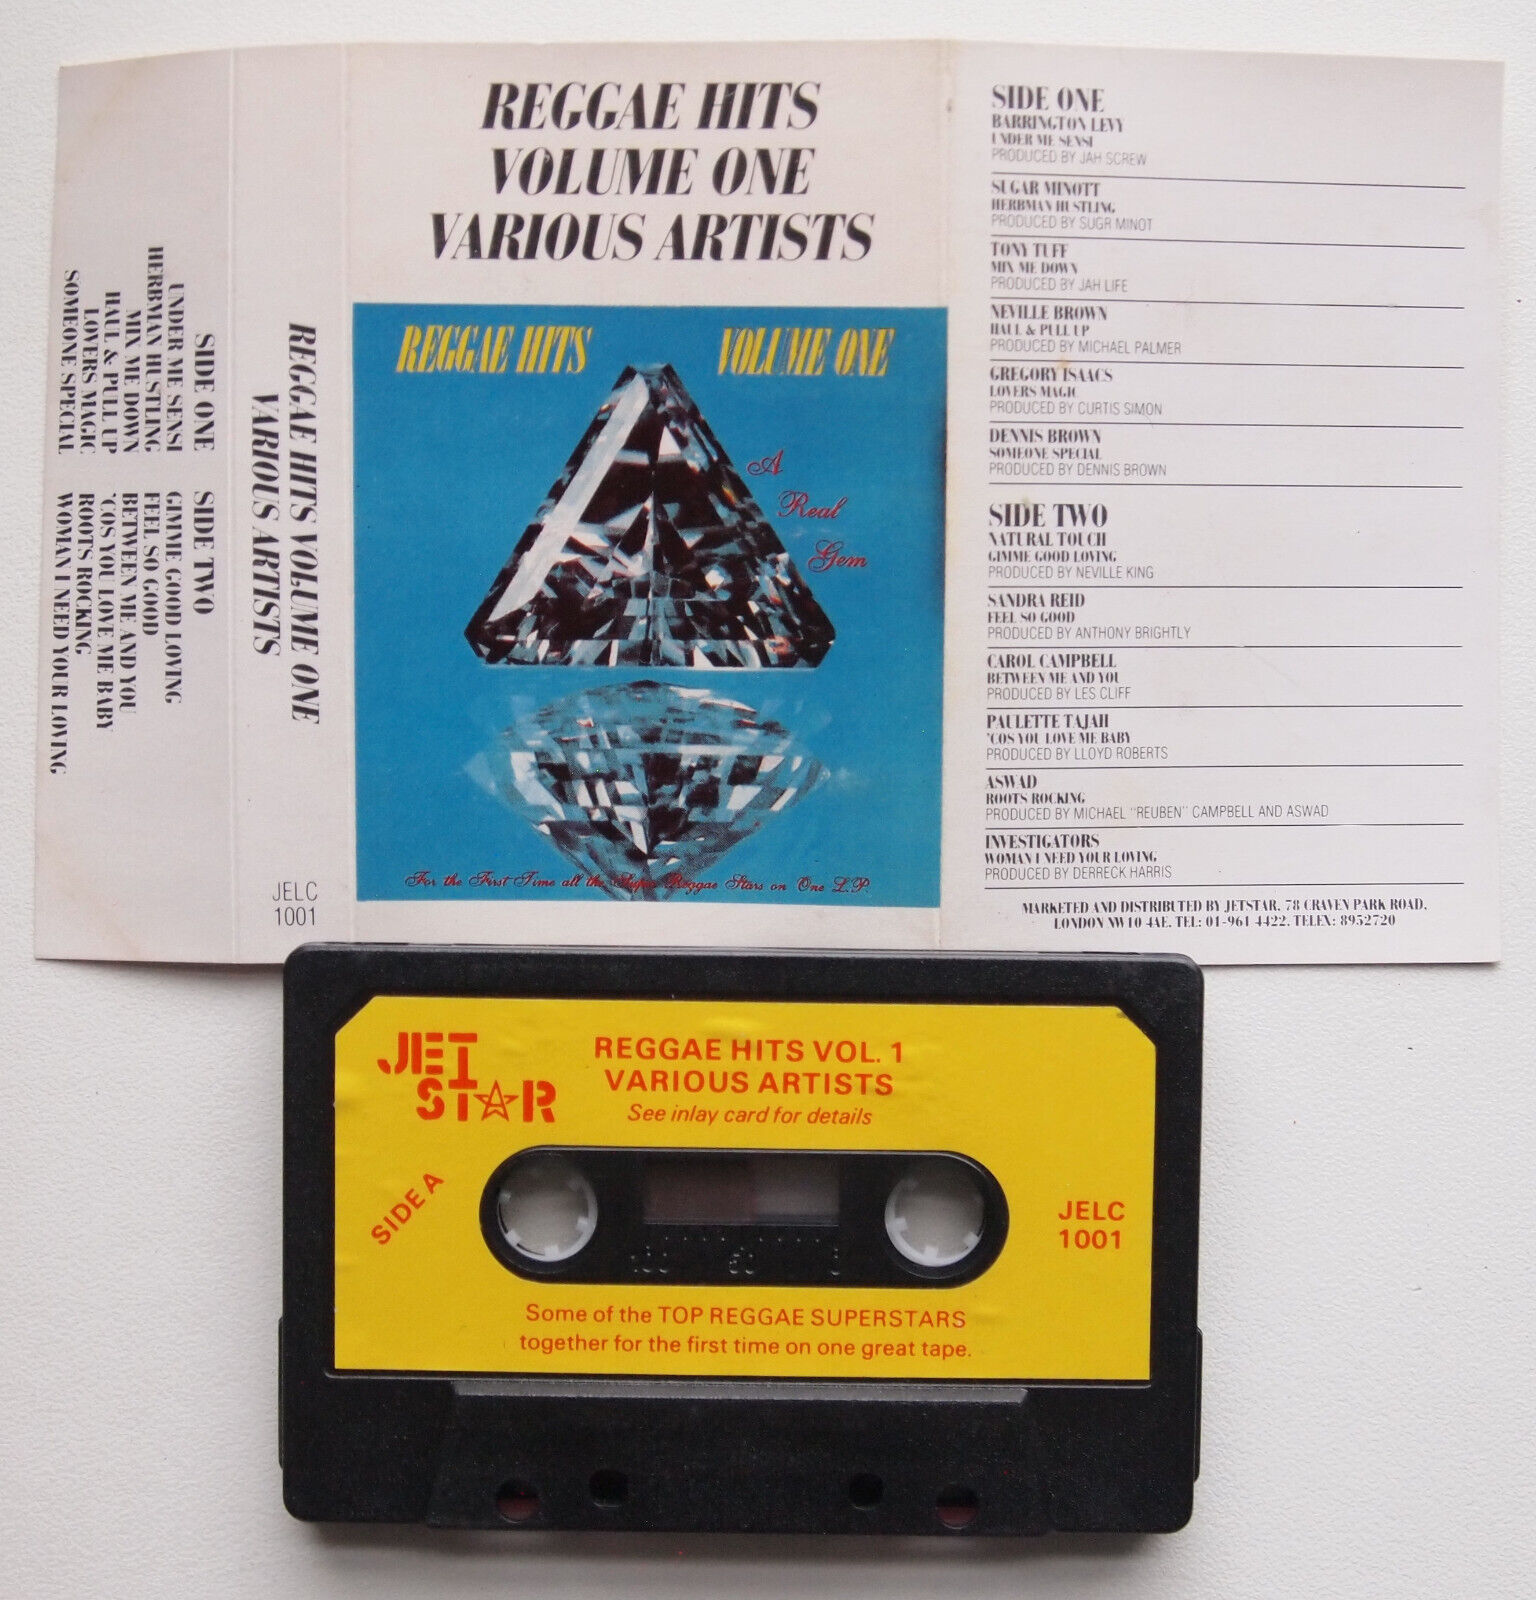 SIDE ONE
UNDER ME SENSI
HERBMAN HUSTLING
MIX ME DOWN
HAUL & PULL UP
LOVERS MAGIC
SOMEONE SPECIAL
SIDE TWO
GIMME GOOD LOVING
FEEL SO GOOD
BETWEEN ME AND YOU
'COS YOU LOVE ME BABY
ROOTS ROCKING
WOMAN I NEED YOUR LOVING
REGGAE HITS VOLUME ONE
VARIOUS ARTISTS
JELC
1001
REGGAE HITS
VOLUME ONE
VARIOUS ARTISTS
REGGAE HITS VOLUME ONE
A
Real
Gem
For the First Time all the Super Reggae Stars on One L.P.
SIDE ONE
BARRINGTON LEVY
UNDER ME SENSI
PRODUCED BY JAH SCREW
SUGAR MINOTT
HERBMAN HUSTLING
PRODUCED BY SUGR MINOT
TONY TUFF
MIX ME DOWN
PRODUCED BY JAH LIFE
NEVILLE BROWN
HAUL & PULL UP
PRODUCED BY MICHAEL PALMER
GREGORY ISAACS
LOVERS MAGIC
PRODUCED BY CURTIS SIMON
DENNIS BROWN
SOMEONE SPECIAL
PRODUCED BY DENNIS BROWN
SIDE TWO
NATURAL TOUCH
GIMME GOOD LOVING
PRODUCED BY NEVILLE KING
SANDRA REID
FEEL SO GOOD
PRODUCED BY ANTHONY BRIGHTLY
CAROL CAMPBELL
BETWEEN ME AND YOU
PRODUCED BY LES CLIFF
PAULETTE TAJAH
'COS YOU LOVE ME BABY
PRODUCED BY LLOYD ROBERTS
ASWAD
ROOTS ROCKING
PRODUCED BY MICHAEL "REUBEN" CAMPBELL AND ASWAD
INVESTIGATORS
WOMAN I NEED YOUR LOVING
PRODUCED BY DERRECK HARRIS
MARKETED AND DISTRIBUTED BY JETSTAR, 78 CRAVEN PARK ROAD,
LONDON NW10 4AE. TEL: 01-961 4422. TELEX: 8952720
JET
STAR
REGGAE HITS VOL. 1
VARIOUS ARTISTS
See inlay card for details
SIDE A
JELC
1001
100 50 0
Some of the TOP REGGAE SUPERSTARS
together for the first time on one great tape.